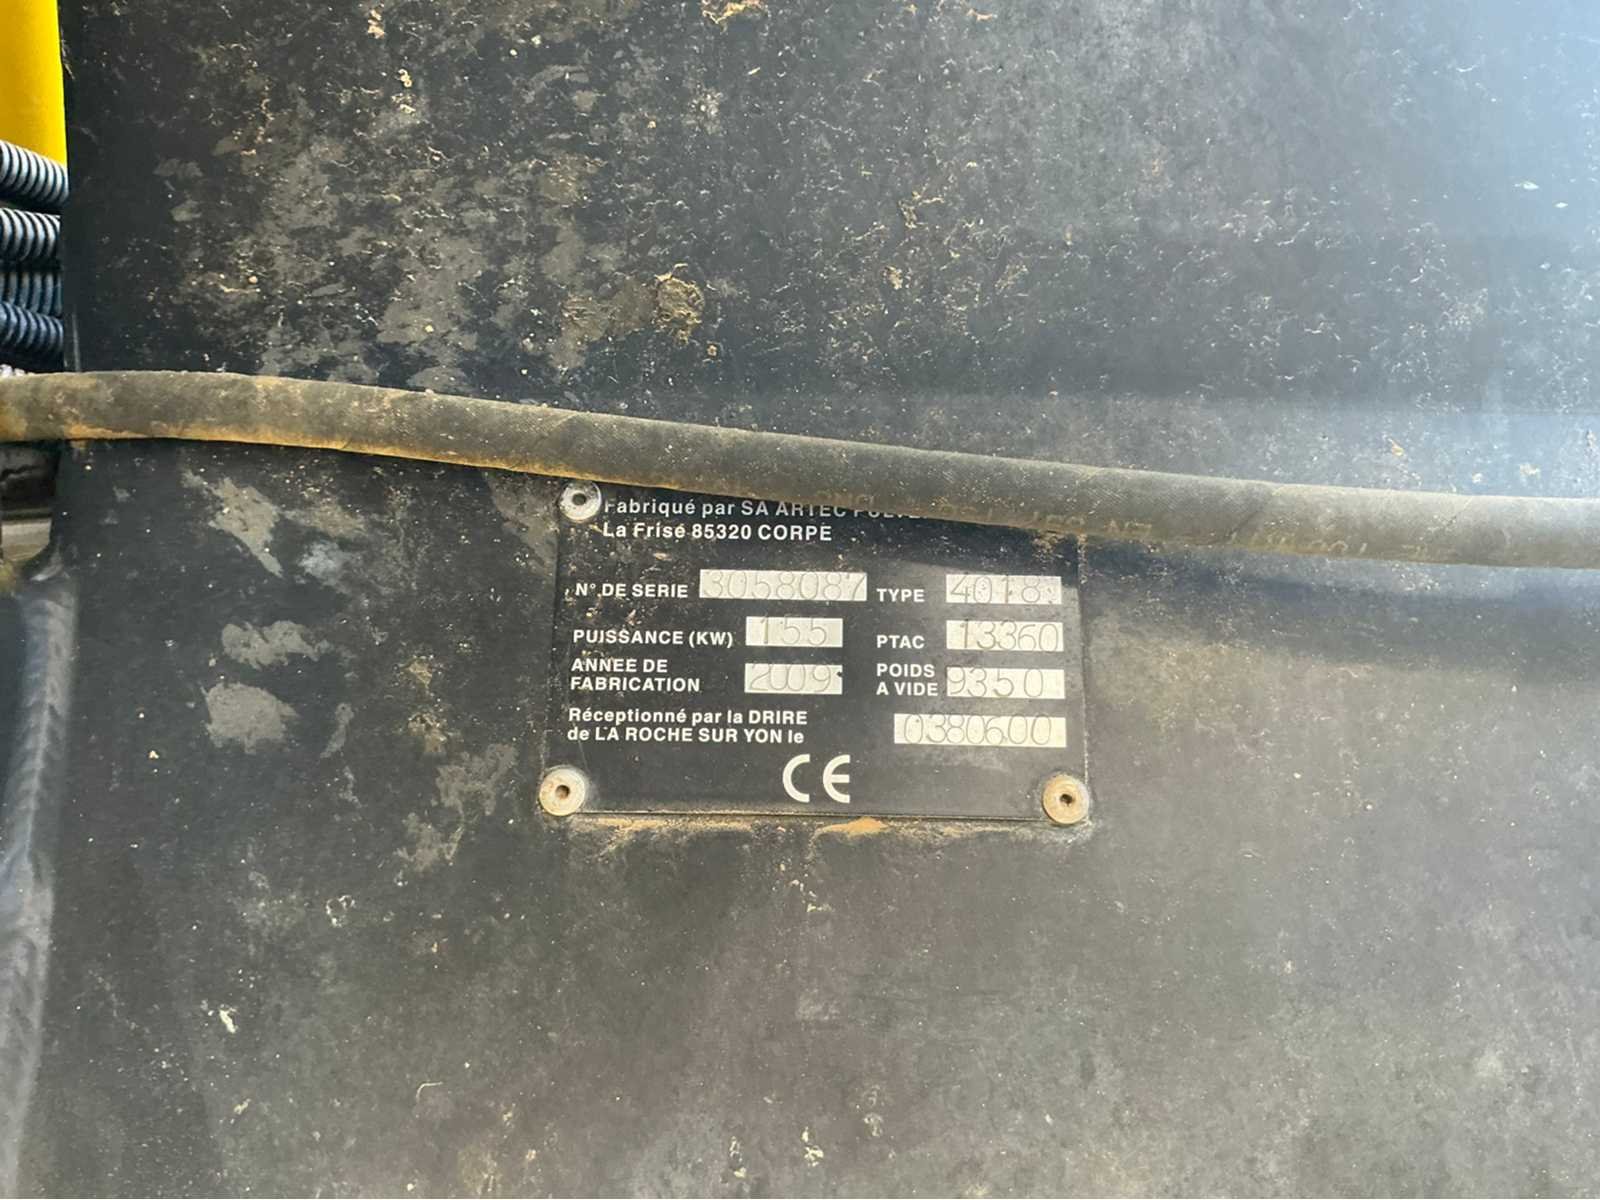 Fabriqué par SA ARTEC
La Frisé 85320 CORPE
N° DE SERIE 3058087 TYPE 4018
PUISSANCE (KW) 155 PTAC 13360
ANNEE DE FABRICATION 2009 POIDS A VIDE 9350
Réceptionné par la DRIRE
de LA ROCHE SUR YON le 0380600
CE